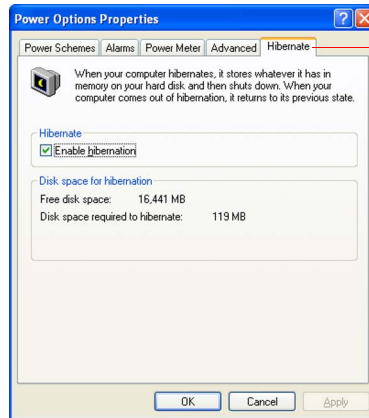 Power Options Properties
Power Schemes Alarms Power Meter Advanced Hibernate
When your computer hibernates, it stores whatever it has in
memory on your hard disk and then shuts down. When your
computer comes out of hibernation, it returns to its previous state.
Hibernate
Enable hibernation
Disk space for hibernation
Free disk space: 16,441 MB
Disk space required to hibernate: 119 MB
OK Cancel Apply